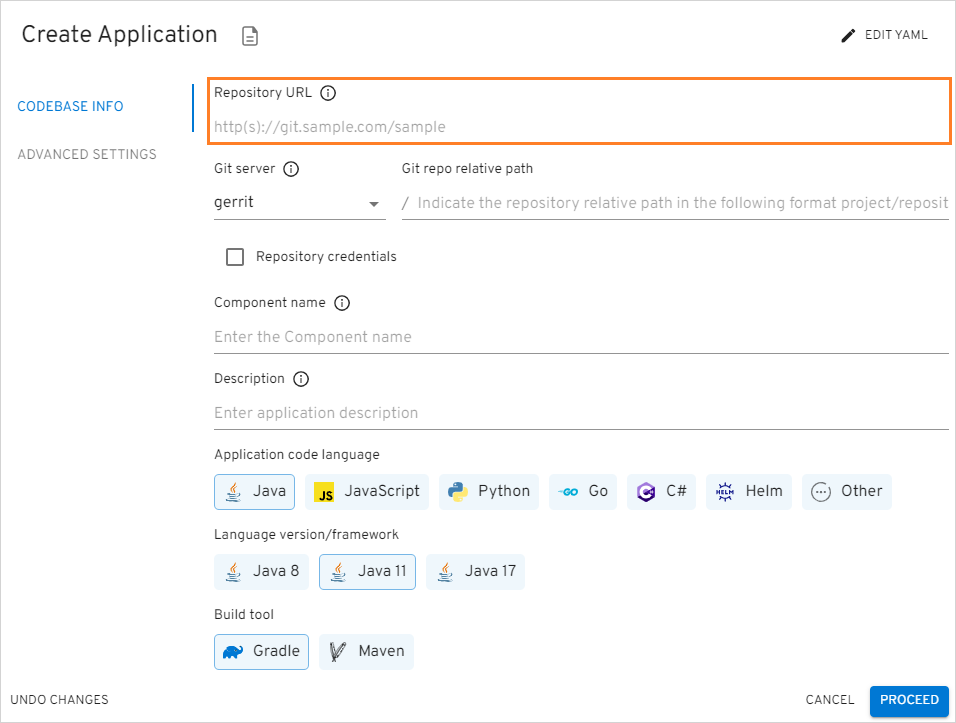 Create Application
EDIT YAML
CODEBASE INFO
ADVANCED SETTINGS
Repository URL
http(s)://git.sample.com/sample
Git server Git repo relative path
gerrit / Indicate the repository relative path in the following format project/reposit
Repository credentials
Component name
Enter the Component name
Description
Enter application description
Application code language
Java JS JavaScript Python GO Go C# HELM Helm Other
Language version/framework
Java 8 Java 11 Java 17
Build tool
Gradle Maven
UNDO CHANGES CANCEL PROCEED